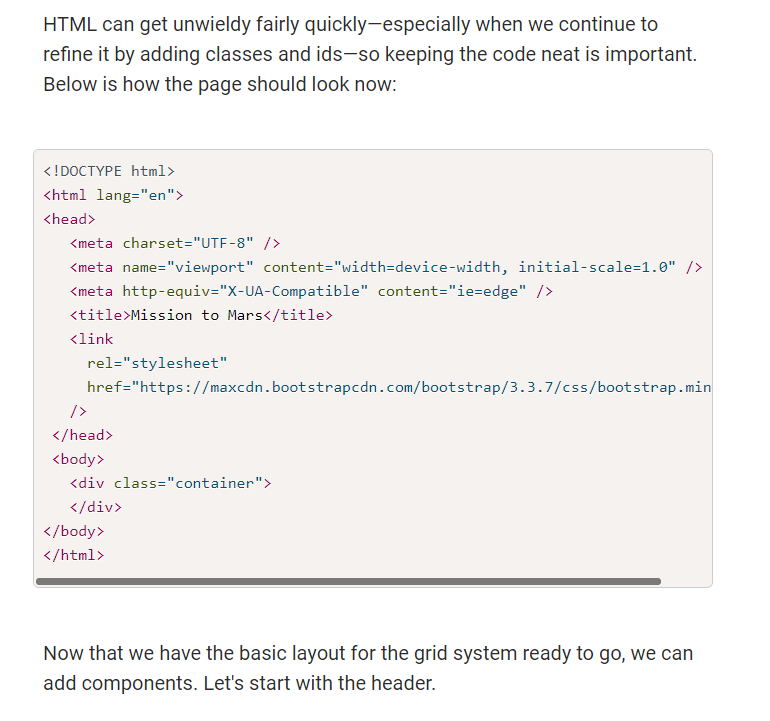 HTML can get unwieldy fairly quickly—especially when we continue to
refine it by adding classes and ids—so keeping the code neat is important.
Below is how the page should look now:
<!DOCTYPE html>
<html lang="en">
<head>
   <meta charset="UTF-8" />
   <meta name="viewport" content="width=device-width, initial-scale=1.0" />
   <meta http-equiv="X-UA-Compatible" content="ie=edge" />
   <title>Mission to Mars</title>
   <link
     rel="stylesheet"
     href="https://maxcdn.bootstrapcdn.com/bootstrap/3.3.7/css/bootstrap.min
   />
 </head>
 <body>
   <div class="container">
   </div>
</body>
</html>
Now that we have the basic layout for the grid system ready to go, we can
add components. Let's start with the header.